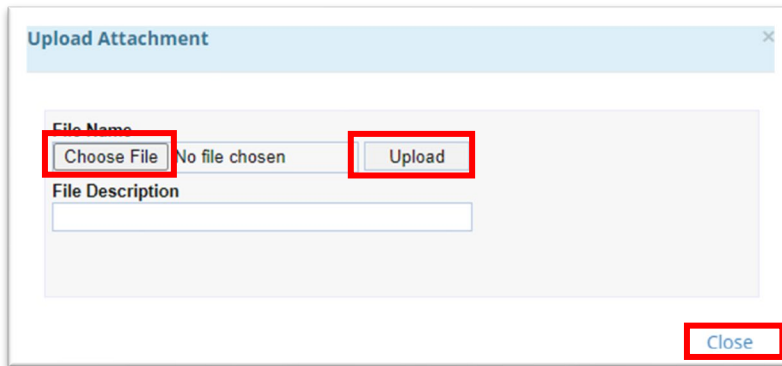 Upload Attachment ×
File Name
Choose File No file chosen Upload
File Description
Close